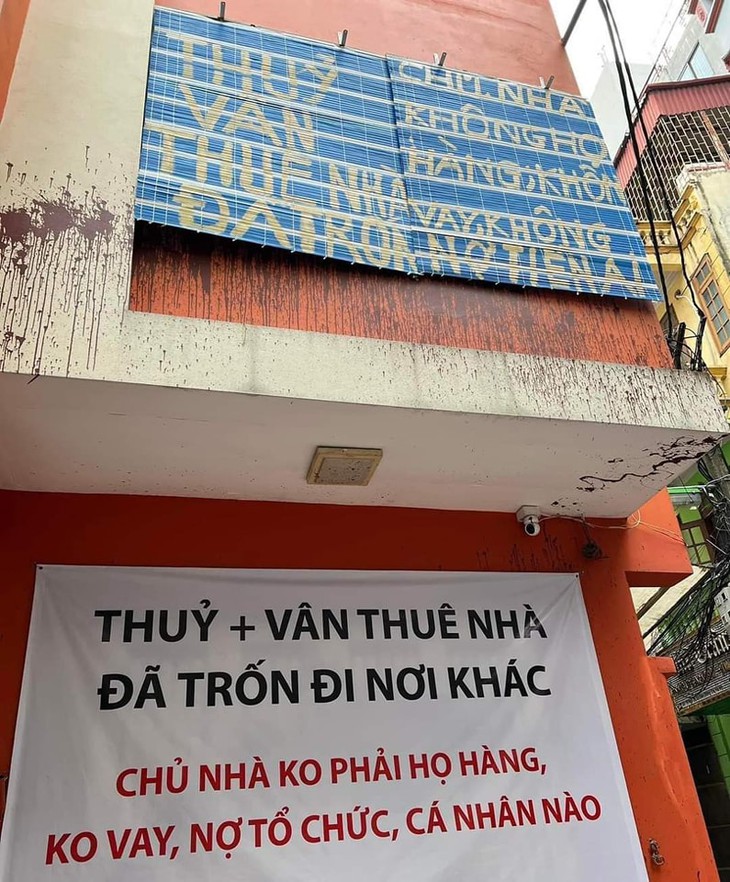 THUỶ
VÂN
THUÊ NHÀ
ĐÃ TRỐN
CHỦ NHÀ
KHÔNG HỌ
HÀNG, KHÔN
VAY, KHÔNG
NỢ TIỀN AI
THUỶ + VÂN THUÊ NHÀ
ĐÃ TRỐN ĐI NƠI KHÁC
CHỦ NHÀ KO PHẢI HỌ HÀNG,
KO VAY, NỢ TỔ CHỨC, CÁ NHÂN NÀO